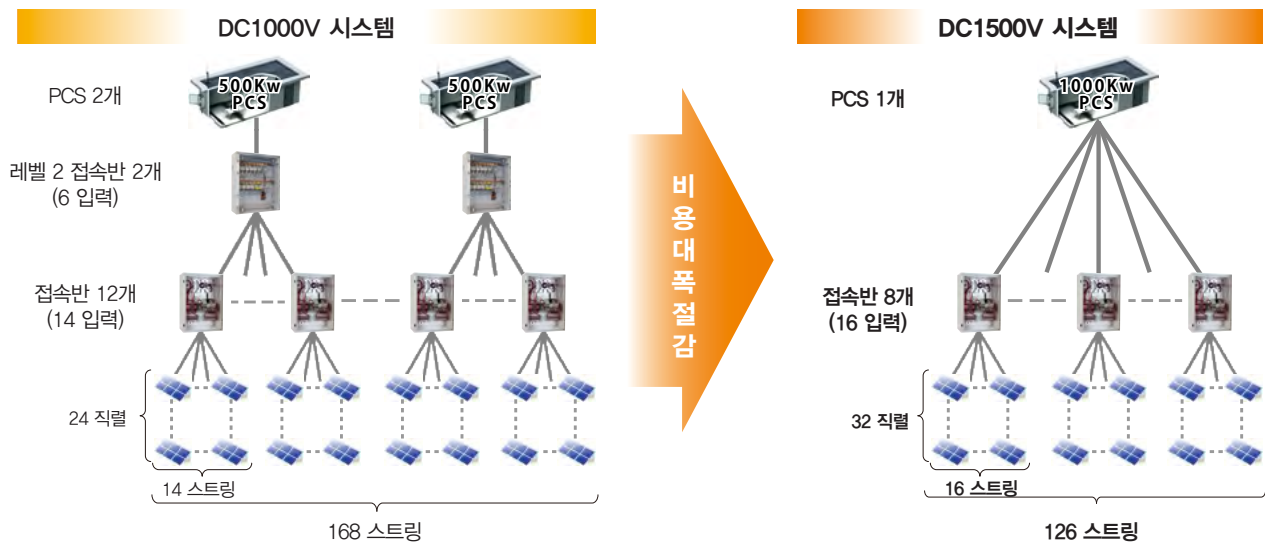 DC1000V 시스템
PCS 2개
500Kw
PCS
500Kw
PCS
레벨 2 접속반 2개
(6 입력)
접속반 12개
(14 입력)
24 직렬
14 스트링
168 스트링
비용대폭절감
DC1500V 시스템
PCS 1개
1000Kw
PCS
접속반 8개
(16 입력)
32 직렬
16 스트링
126 스트링